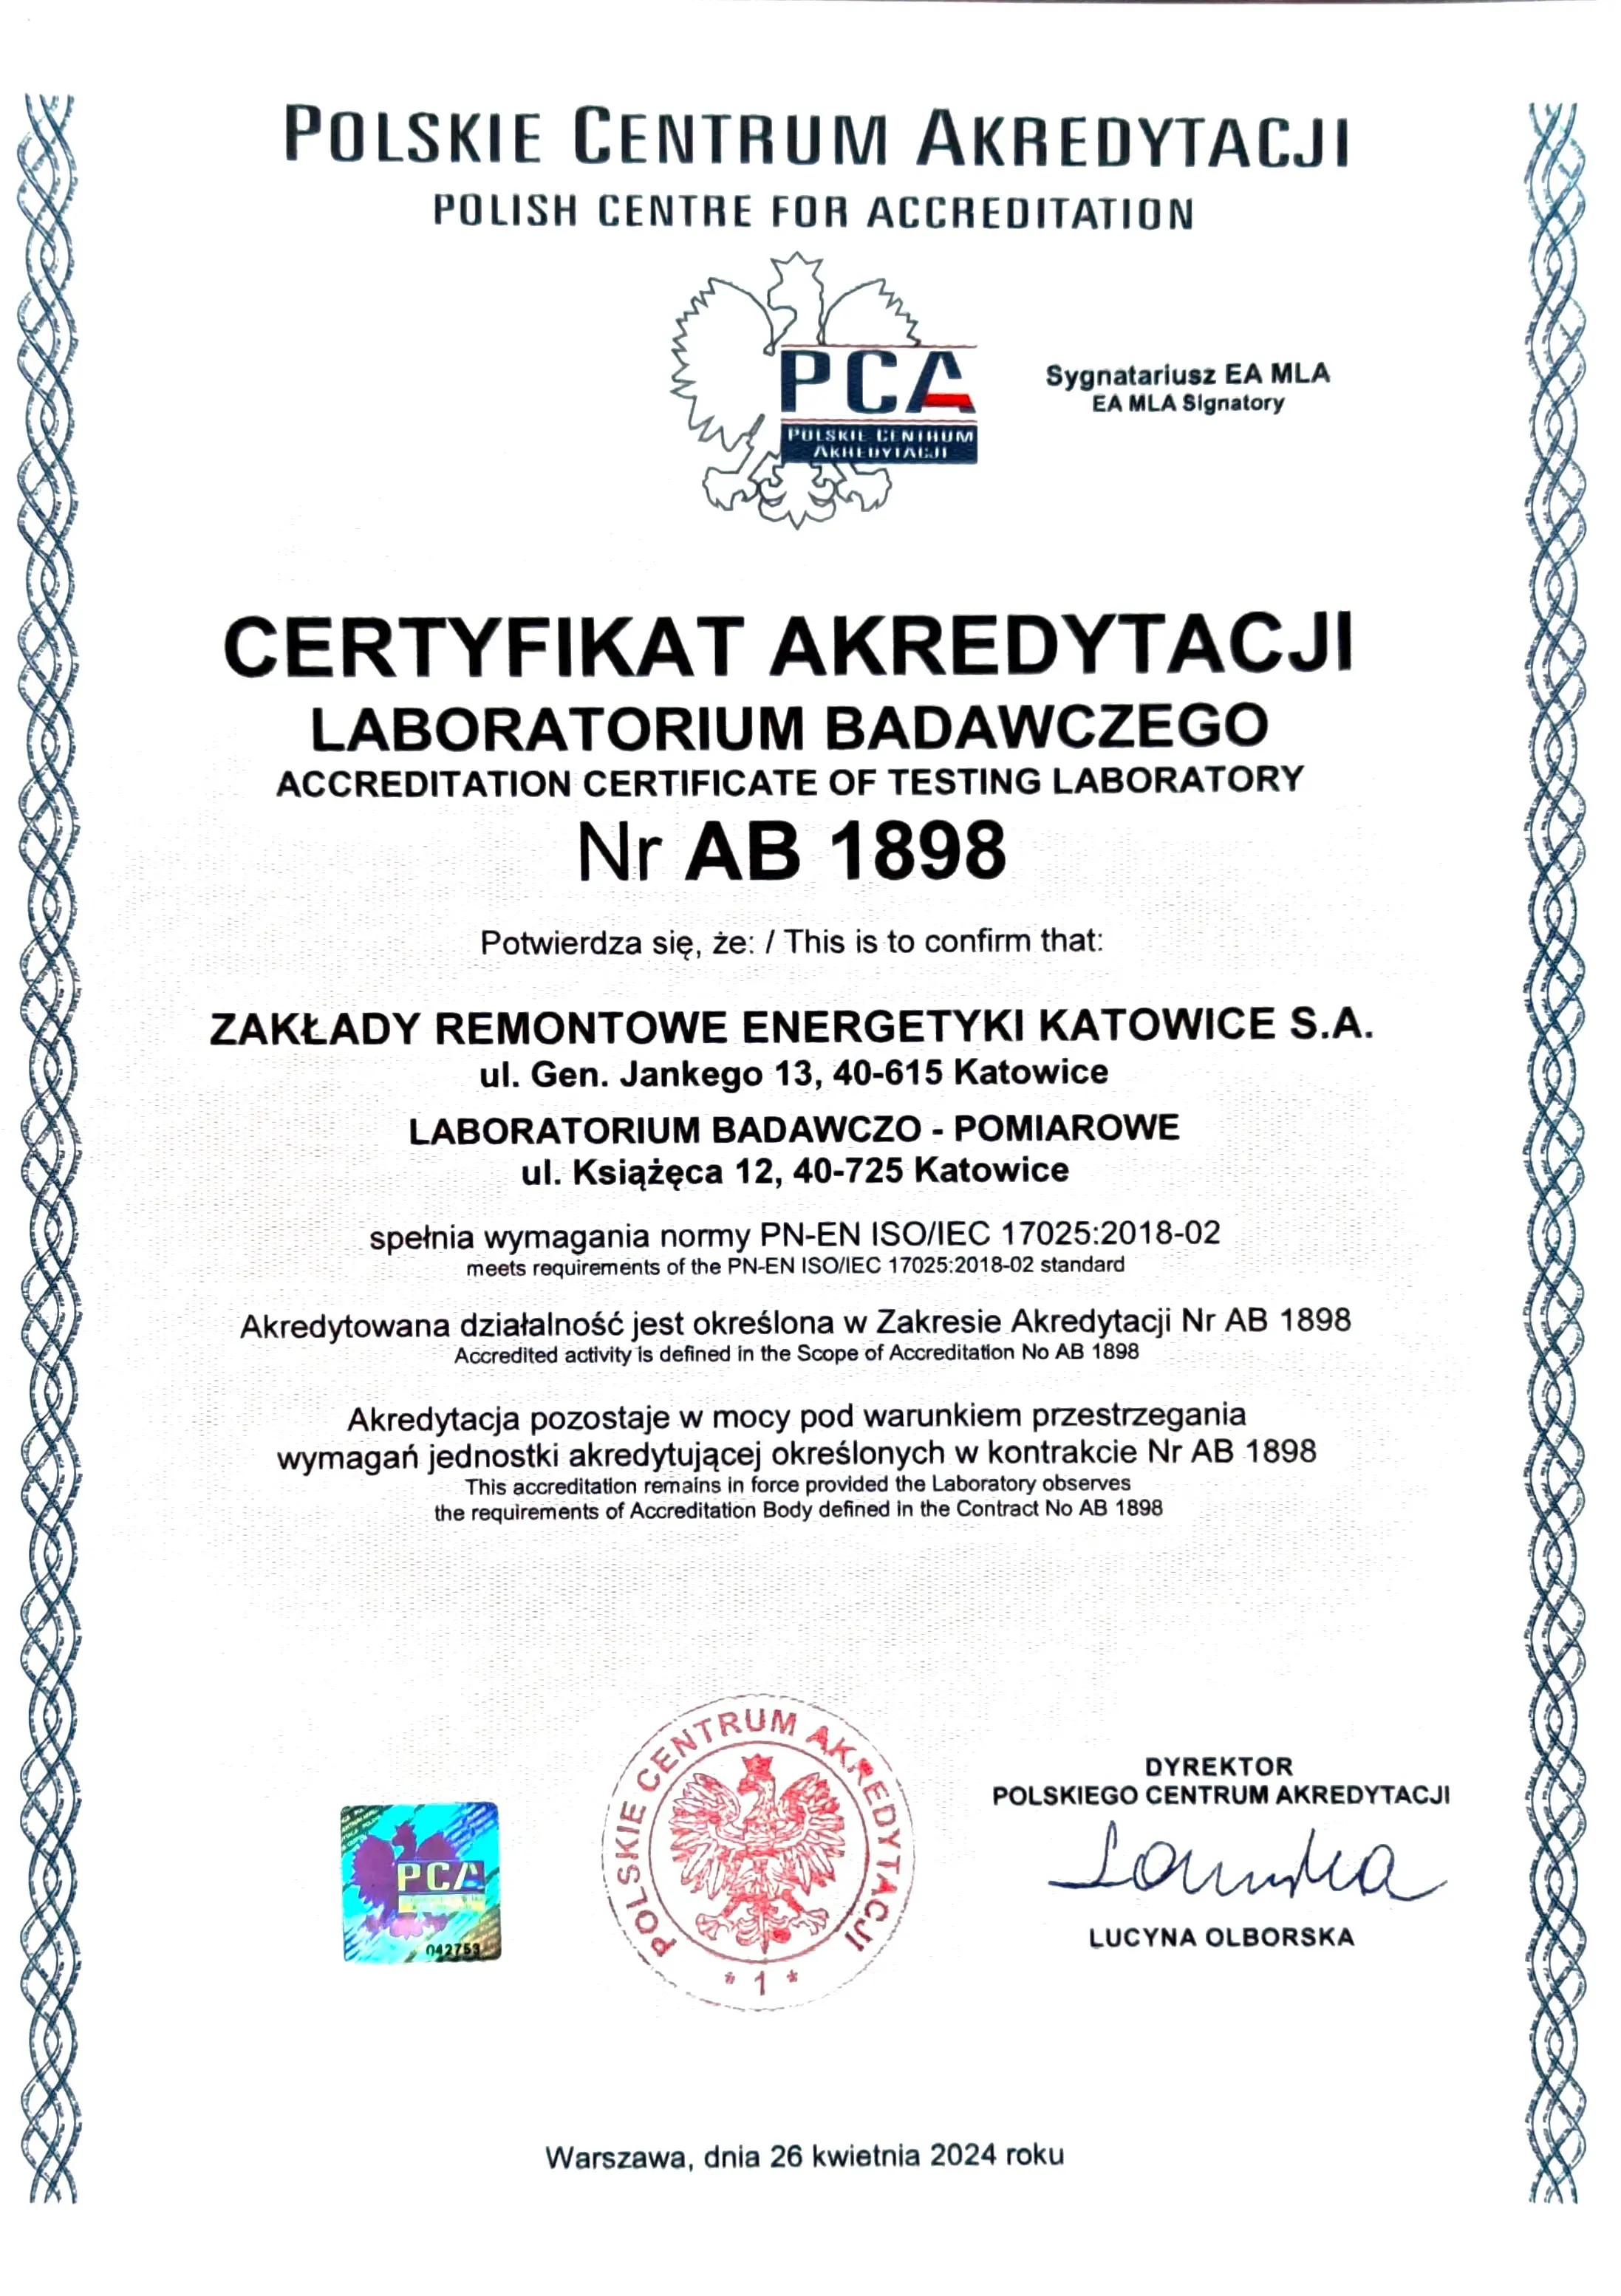 POLSKIE CENTRUM AKREDYTACJI
POLISH CENTRE FOR ACCREDITATION
PCA
POLSKIE CENTRUM
AKREDYTACJI
Sygnatariusz EA MLA
EA MLA Signatory
CERTYFIKAT AKREDYTACJI
LABORATORIUM BADAWCZEGO
ACCREDITATION CERTIFICATE OF TESTING LABORATORY
Nr AB 1898
Potwierdza się, że: / This is to confirm that:
ZAKŁADY REMONTOWE ENERGETYKI KATOWICE S.A.
ul. Gen. Jankego 13, 40-615 Katowice
LABORATORIUM BADAWCZO - POMIAROWE
ul. Książęca 12, 40-725 Katowice
spełnia wymagania normy PN-EN ISO/IEC 17025:2018-02
meets requirements of the PN-EN ISO/IEC 17025:2018-02 standard
Akredytowana działalność jest określona w Zakresie Akredytacji Nr AB 1898
Accredited activity is defined in the Scope of Accreditation No AB 1898
Akredytacja pozostaje w mocy pod warunkiem przestrzegania
wymagań jednostki akredytującej określonych w kontrakcie Nr AB 1898
This accreditation remains in force provided the Laboratory observes
the requirements of Accreditation Body defined in the Contract No AB 1898
PCA
042753
POLSKIE CENTRUM AKREDYTACJI
* 1 *
DYREKTOR
POLSKIEGO CENTRUM AKREDYTACJI
LUCYNA OLBORSKA
Warszawa, dnia 26 kwietnia 2024 roku